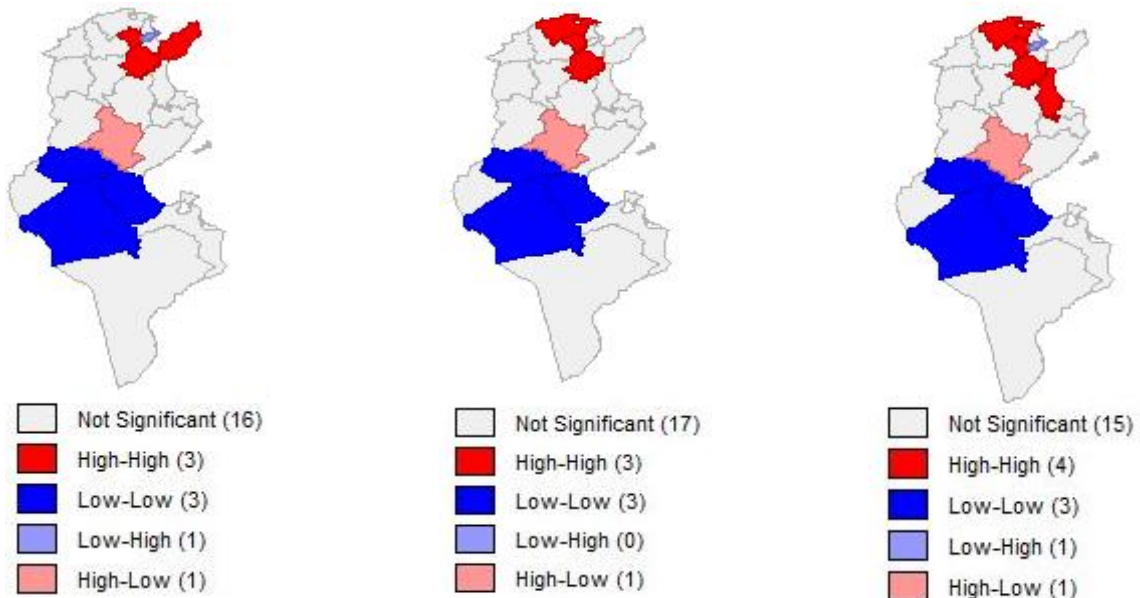 Not Significant (16)
High-High (3)
Low-Low (3)
Low-High (1)
High-Low (1)
Not Significant (17)
High-High (3)
Low-Low (3)
Low-High (0)
High-Low (1)
Not Significant (15)
High-High (4)
Low-Low (3)
Low-High (1)
High-Low (1)